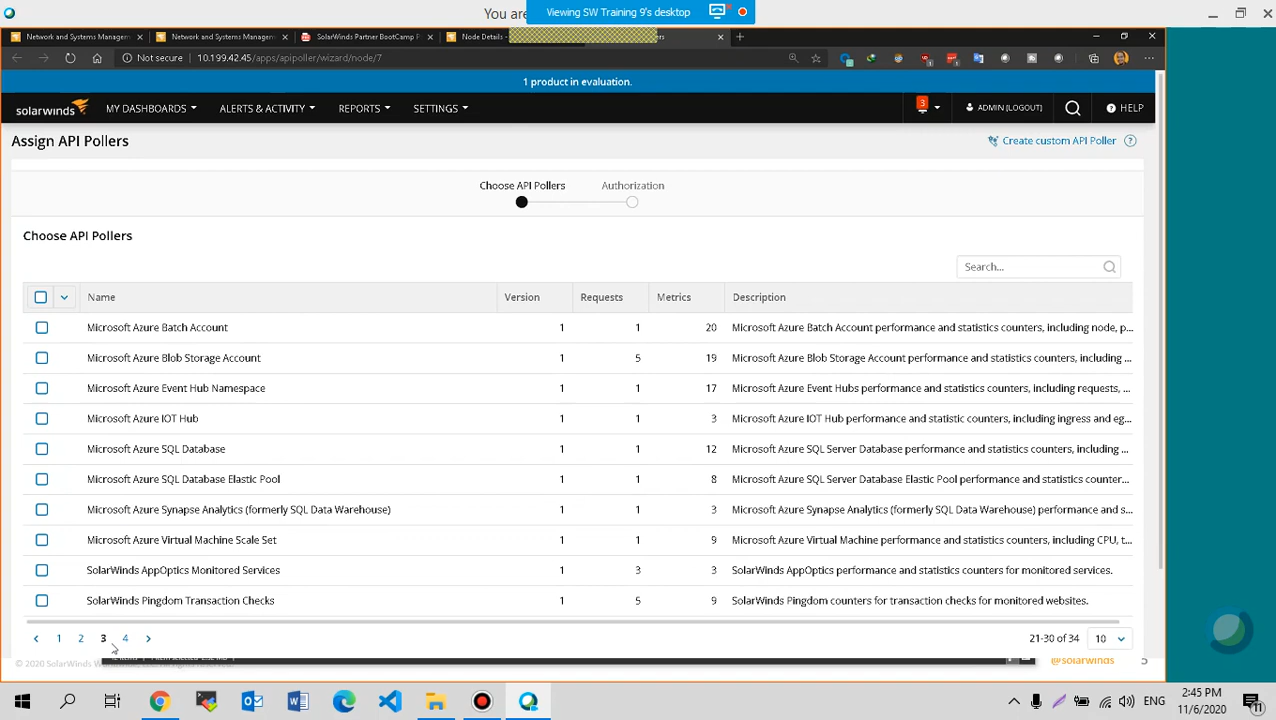 You are
Viewing SW Training 9's desktop
Network and Systems Managem
Network and Systems Managem
SolarWinds Partner BootCamp P
Node Details -
Not secure
10.199.42.45/apps/apipoller/wizard/node/7
1 product in evaluation.
solarwinds
MY DASHBOARDS
ALERTS & ACTIVITY
REPORTS
SETTINGS
3
ADMIN (LOGOUT)
HELP
Assign API Pollers
Create custom API Poller
?
Choose API Pollers
Authorization
Choose API Pollers
Search...
Name Version Requests Metrics Description
Microsoft Azure Batch Account 1 1 20 Microsoft Azure Batch Account performance and statistics counters, including node, p...
Microsoft Azure Blob Storage Account 1 5 19 Microsoft Azure Blob Storage Account performance and statistics counters, including ...
Microsoft Azure Event Hub Namespace 1 1 17 Microsoft Azure Event Hubs performance and statistics counters, including requests, ...
Microsoft Azure IOT Hub 1 1 3 Microsoft Azure IOT Hub performance and statistic counters, including ingress and eg...
Microsoft Azure SQL Database 1 1 12 Microsoft Azure SQL Server Database performance and statistics counters, including ...
Microsoft Azure SQL Database Elastic Pool 1 1 8 Microsoft Azure SQL Server Database Elastic Pool performance and statistics counter...
Microsoft Azure Synapse Analytics (formerly SQL Data Warehouse) 1 1 3 Microsoft Azure Synapse Analytics (formerly SQL Data Warehouse) performance and s...
Microsoft Azure Virtual Machine Scale Set 1 1 9 Microsoft Azure Virtual Machine performance and statistics counters, including CPU, t...
SolarWinds AppOptics Monitored Services 1 3 3 SolarWinds AppOptics performance and statistics counters for monitored services.
SolarWinds Pingdom Transaction Checks 1 5 9 SolarWinds Pingdom counters for transaction checks for monitored websites.
1 2 3 4
21-30 of 34
10
© 2020 SolarWinds
@solarwinds
ENG
2:45 PM
11/6/2020